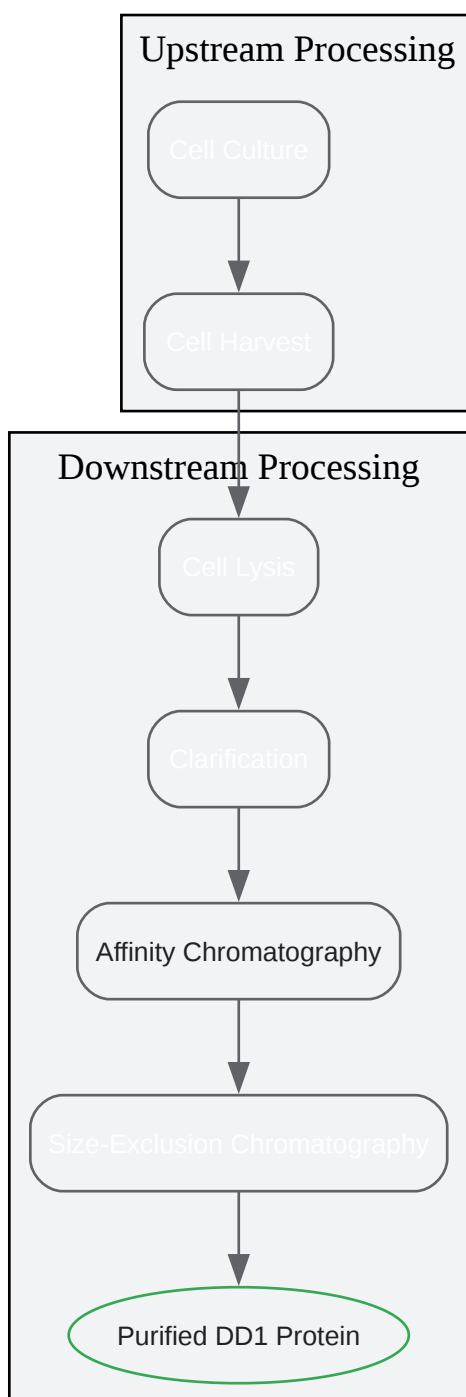 Upstream Processing
Cell Culture
Cell Harvest
Downstream Processing
Cell Lysis
Clarification
Affinity Chromatography
Size-Exclusion Chromatography
Purified DD1 Protein